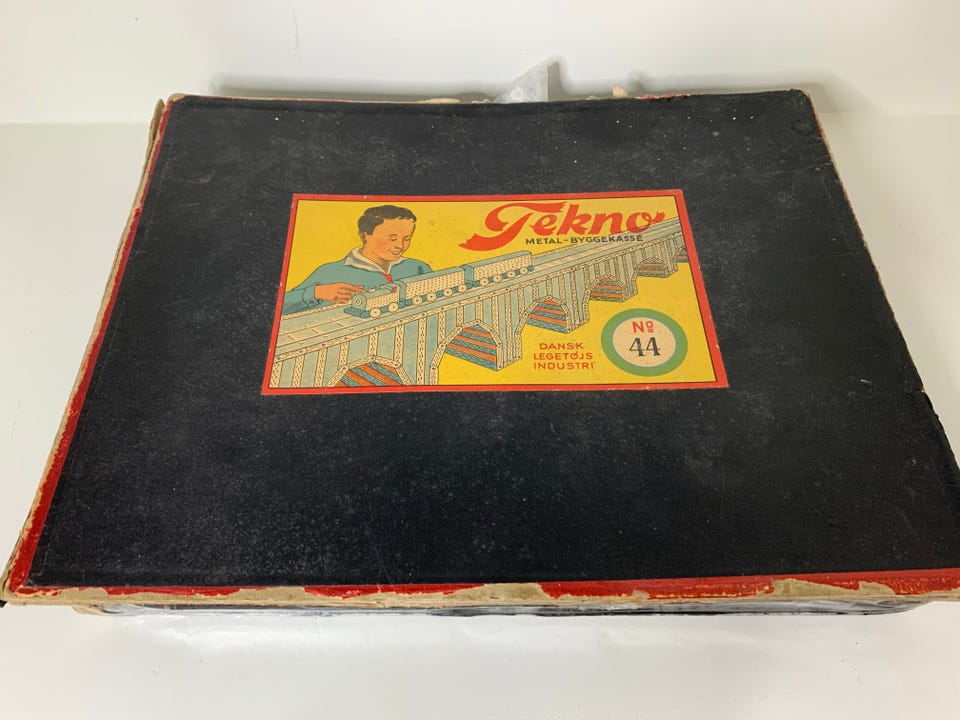 Tekno
METAL-BYGGEKASSE
DANSK
LEGETØJS
INDUSTRI
Nº
44